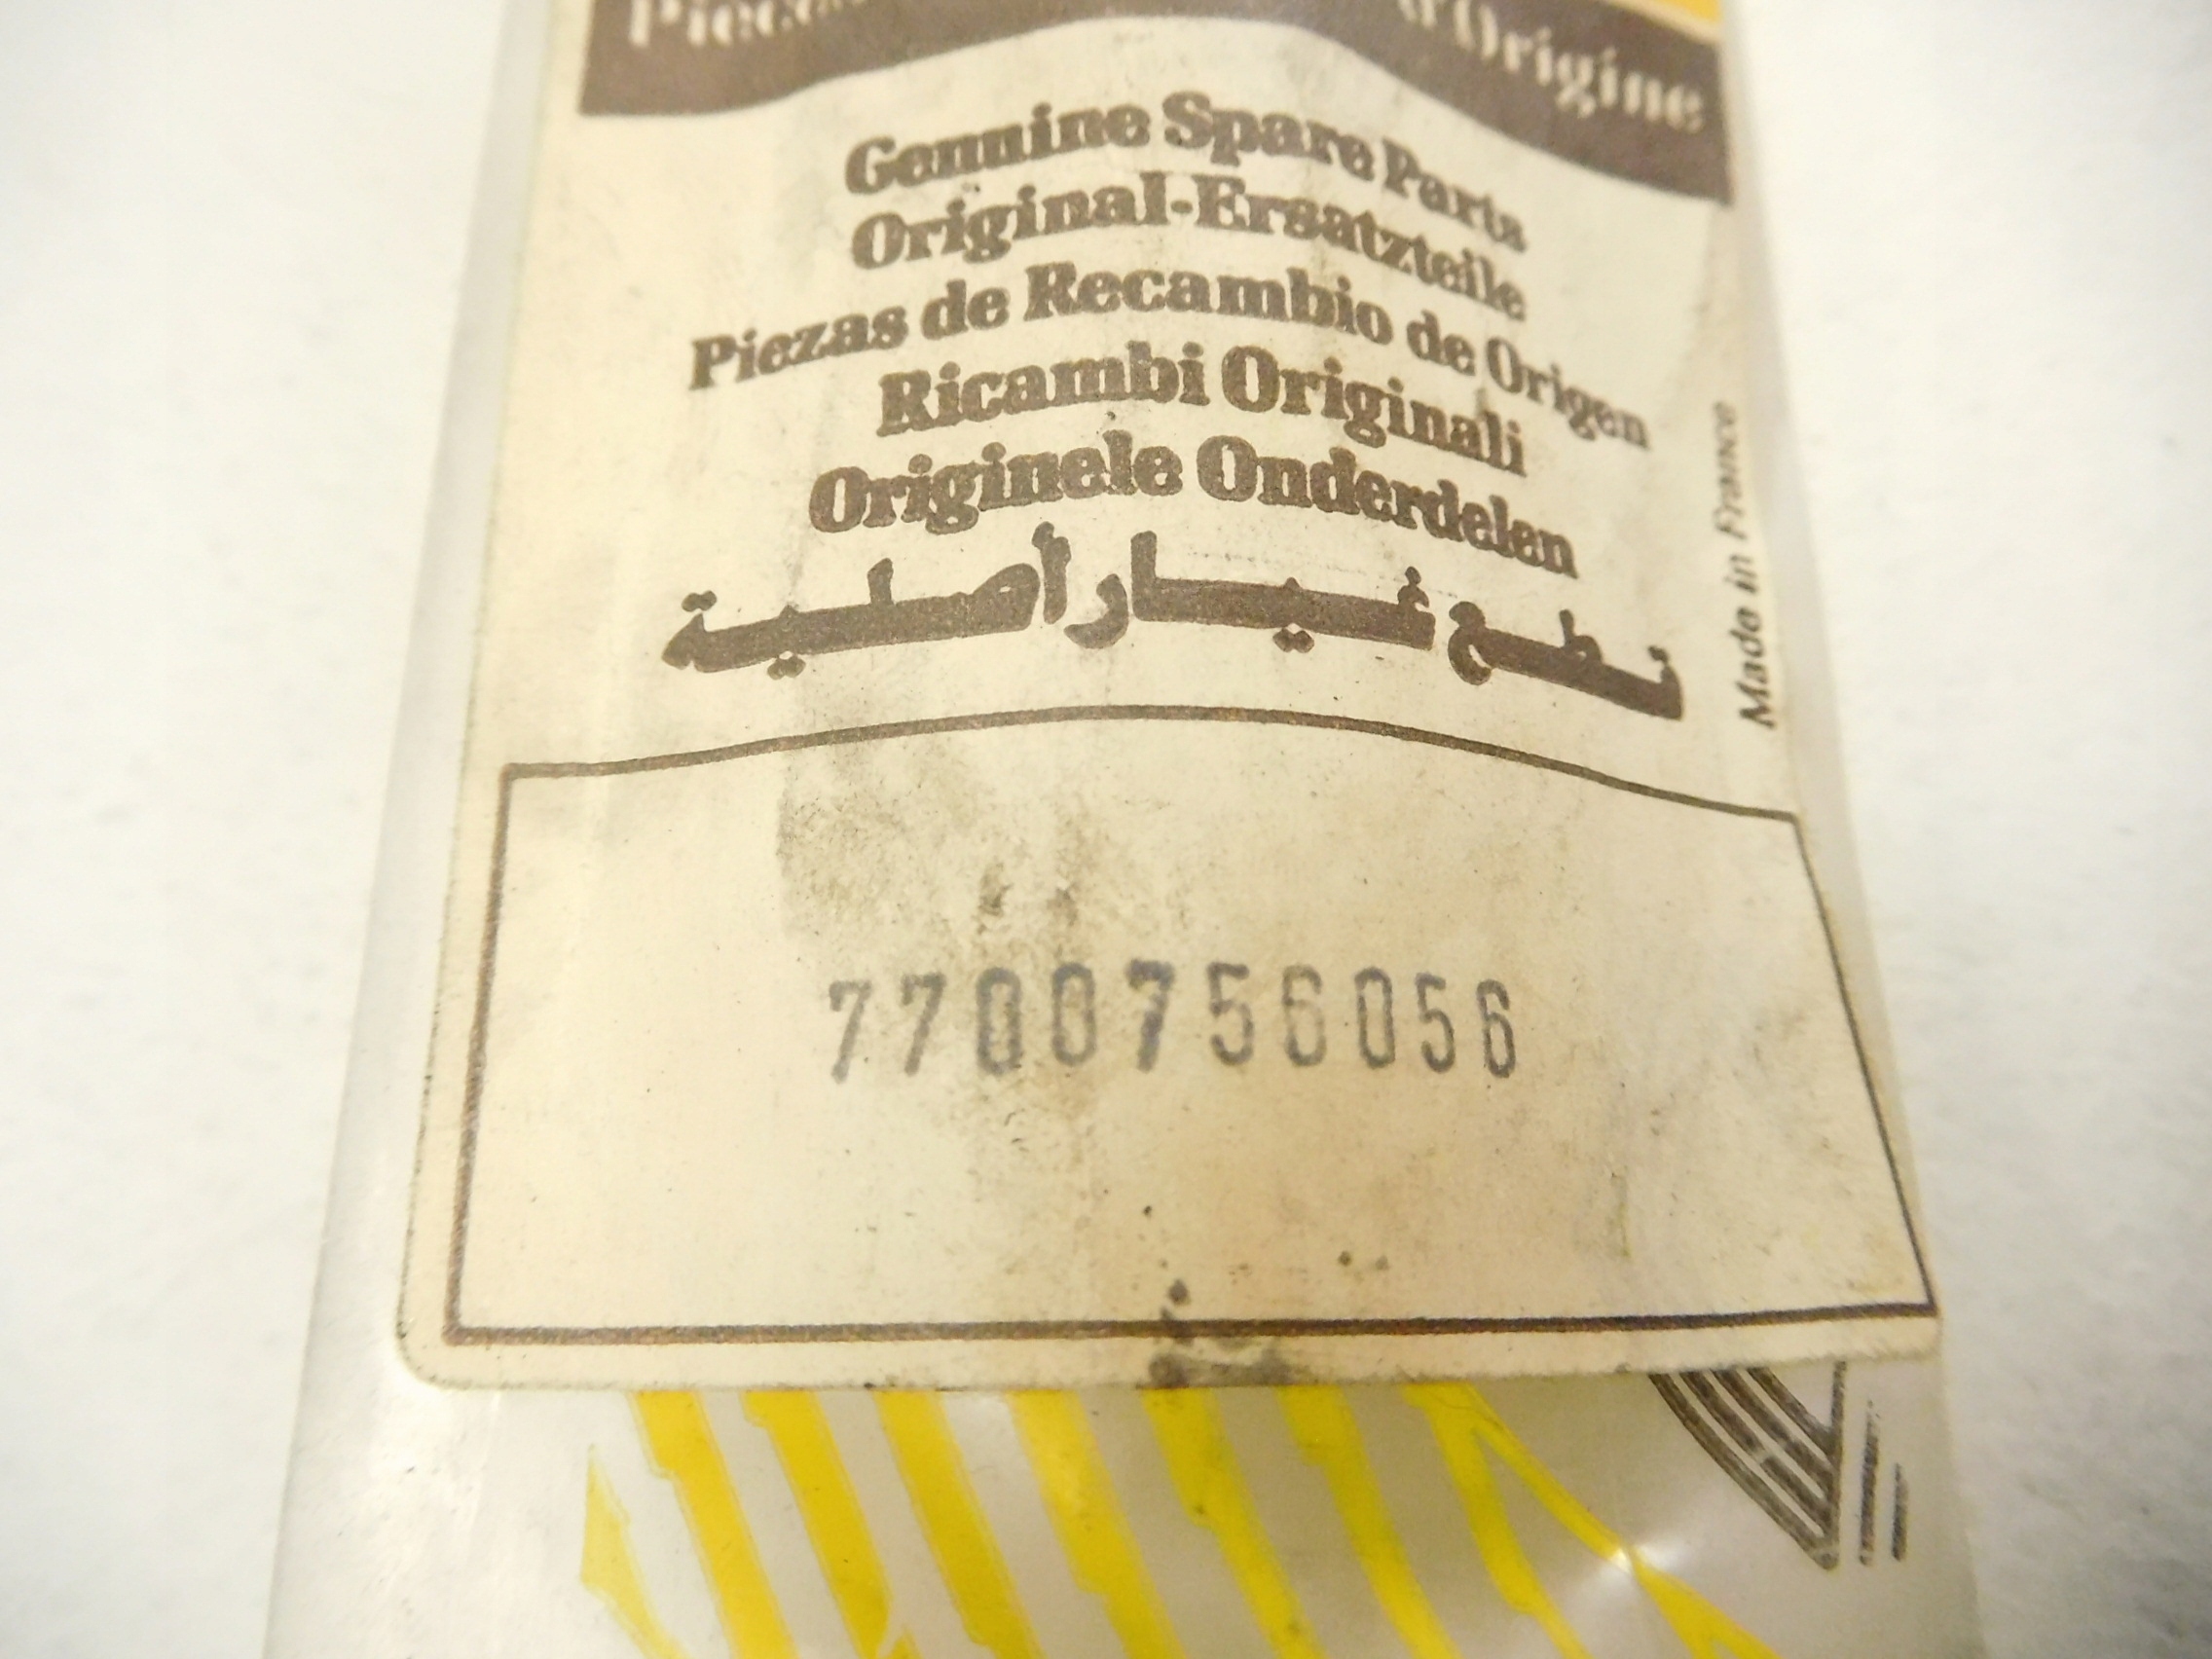 d'Origine
Genuine Spare Parts
Original-Ersatzteile
Piezas de Recambio de Origen
Ricambi Originali
Originele Onderdelen
قطع غيار أصلية
Made in France
7700756056